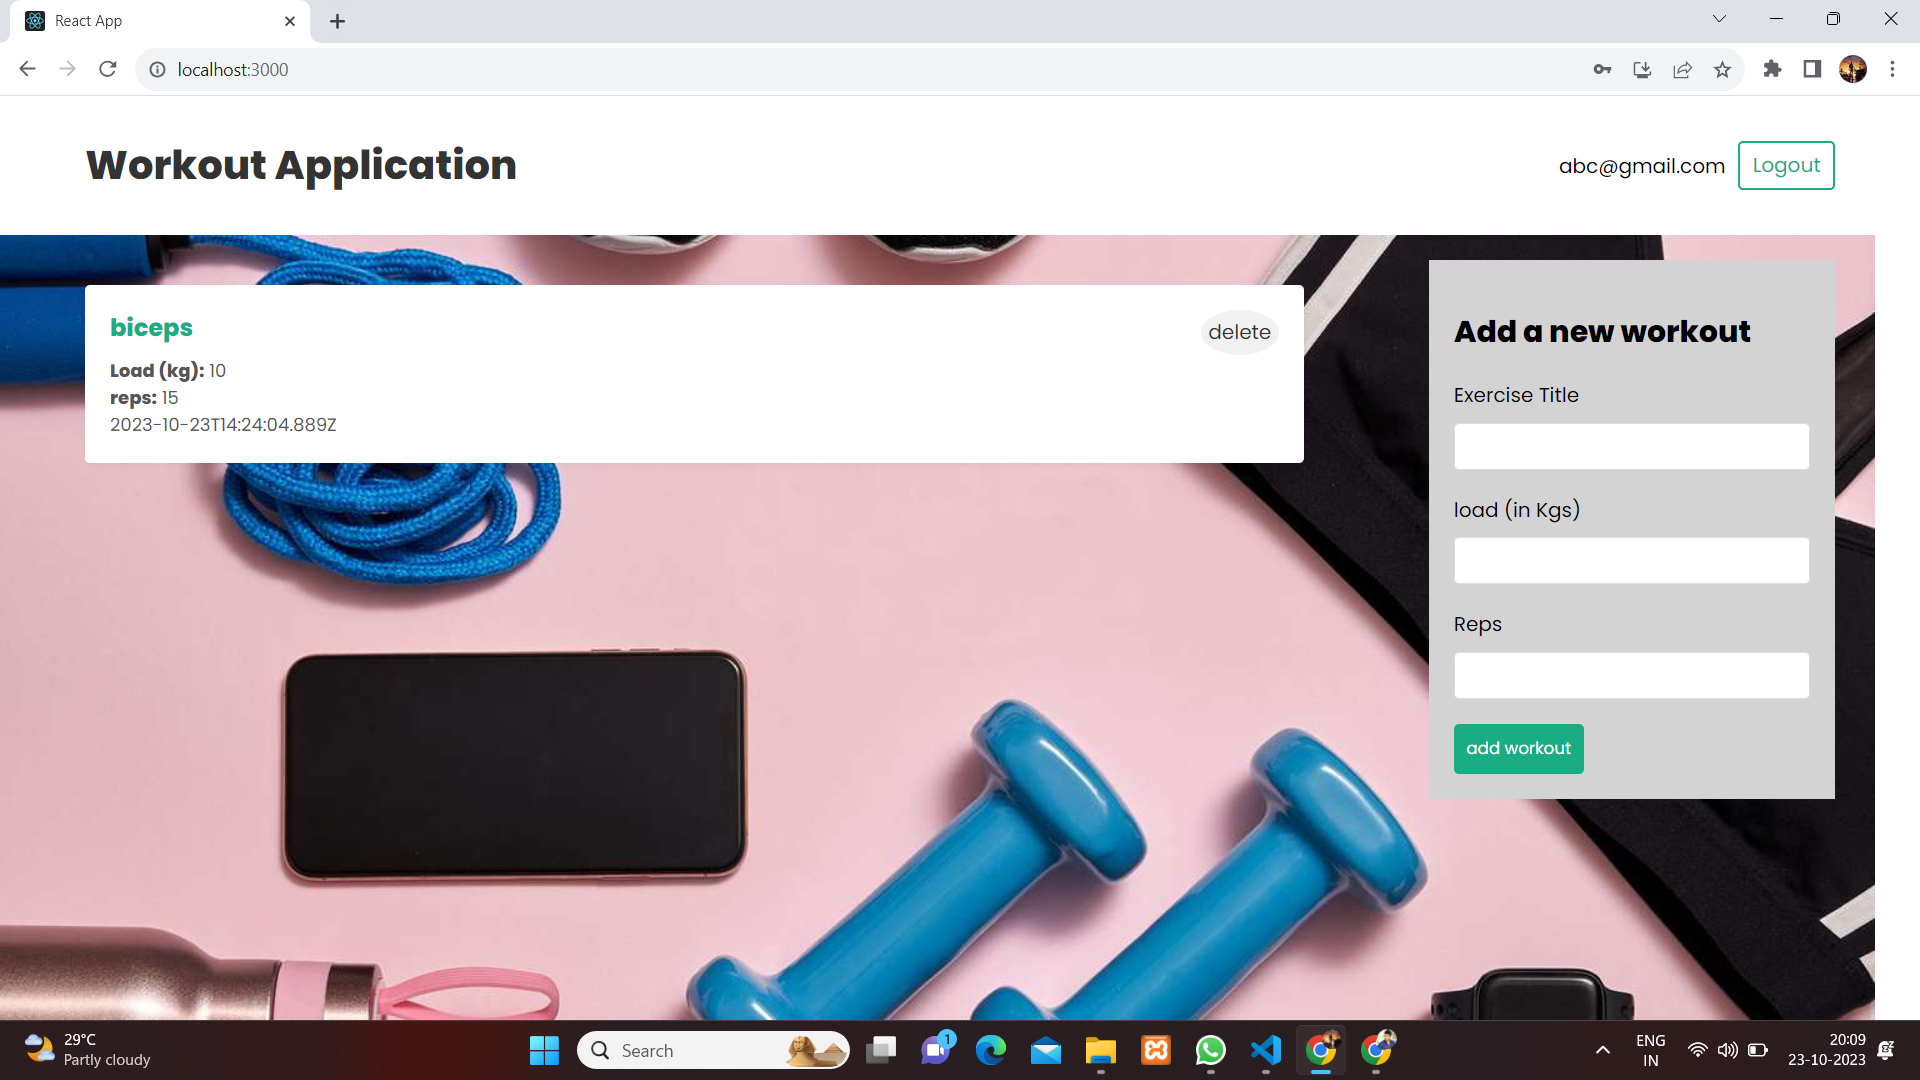 React App
localhost:3000
Workout Application
abc@gmail.com
Logout
biceps
delete
Load (kg): 10
reps: 15
2023-10-23T14:24:04.889Z
Add a new workout
Exercise Title
load (in Kgs)
Reps
add workout
29°C
Partly cloudy
Search
1
ENG
IN
20:09
23-10-2023